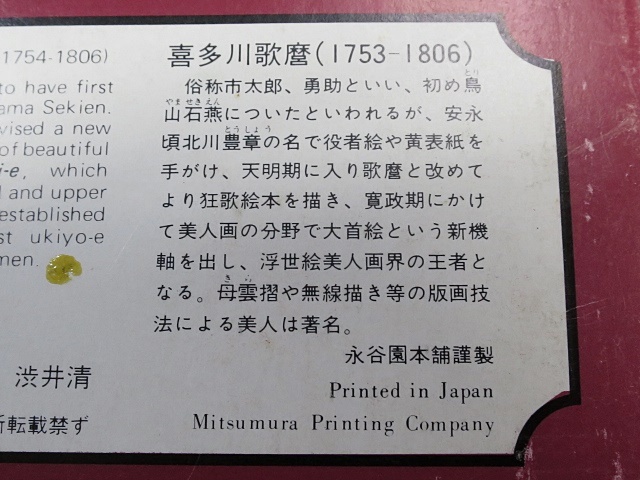 (1754-1806)
to have first
ama Sekien.
vised a new
of beautiful
i-e, which
l and upper
established
st ukiyo-e
men.
渋井清
転載禁ず
喜多川歌麿(1753-1806)
俗称市太郎、勇助といい、初め鳥
山石燕についたといわれるが、安永
頃北川豊章の名で役者絵や黄表紙を
手がけ、天明期に入り歌麿と改めて
より狂歌絵本を描き、寛政期にかけ
て美人画の分野で大首絵という新機
軸を出し、浮世絵美人画界の王者と
なる。母雲摺や無線描き等の版画技
法による美人は著名。
永谷園本舗謹製
Printed in Japan
Mitsumura Printing Company